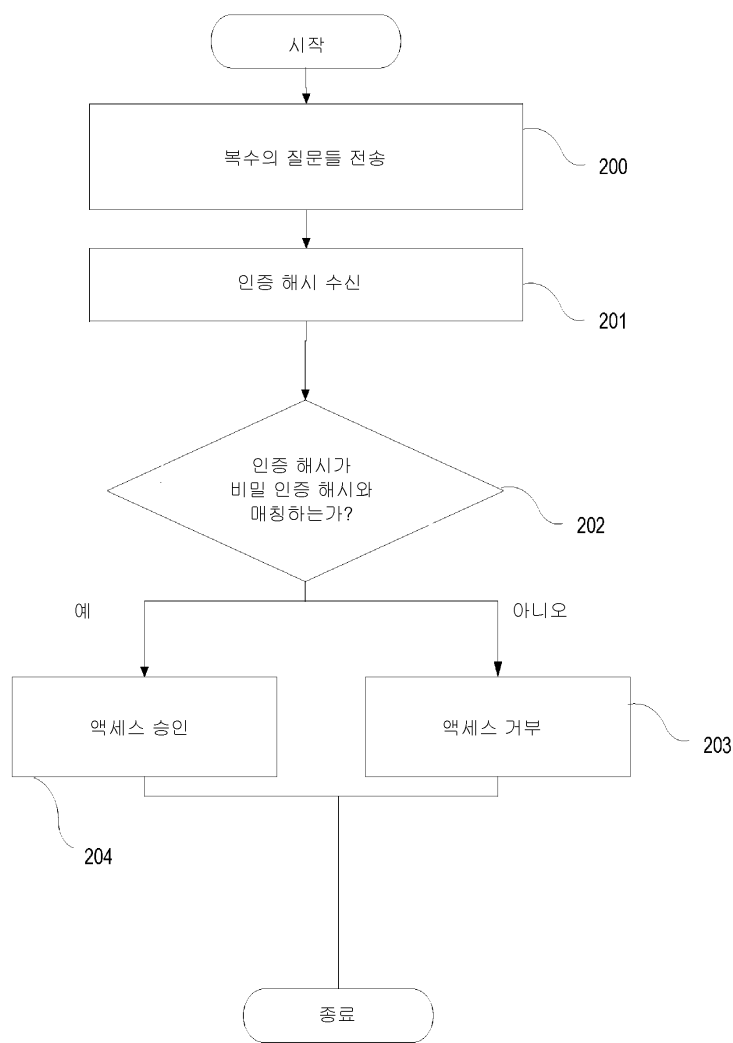 시작
복수의 질문들 전송
200
인증 해시 수신
201
인증 해시가
비밀 인증 해시와
매칭하는가?
202
예
아니오
액세스 승인
액세스 거부
203
204
종료